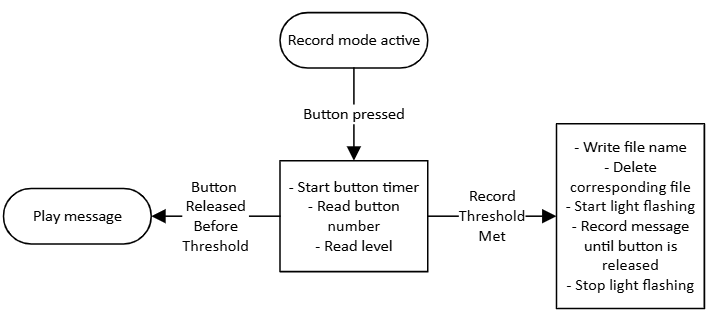 Record mode active
Button pressed
Play message
Button
Released
Before
Threshold
- Start button timer
- Read button
number
- Read level
Record
Threshold
Met
- Write file name
- Delete
corresponding file
- Start light flashing
- Record message
until button is
released
- Stop light flashing